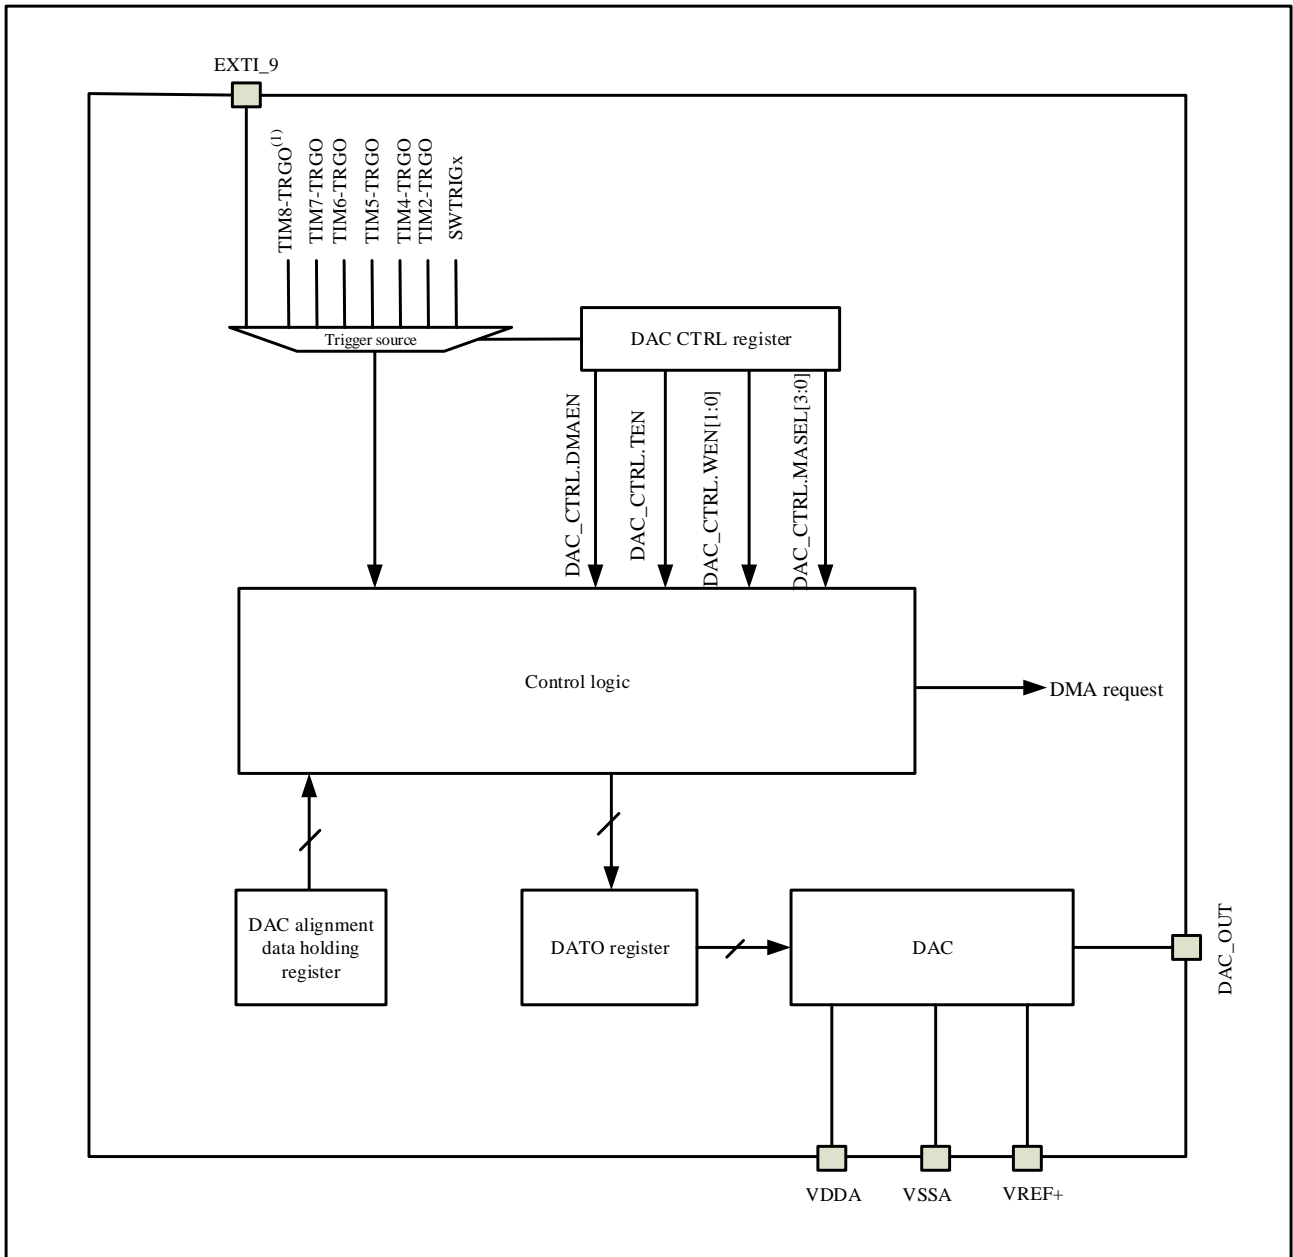 EXTI_9
TIM8-TRGO(1)
TIM7-TRGO
TIM6-TRGO
TIM5-TRGO
TIM4-TRGO
TIM2-TRGO
SWTRIGx
Trigger source
DAC CTRL register
DAC_CTRL.DMAEN
DAC_CTRL.TEN
DAC_CTRL.WEN[1:0]
DAC_CTRL.MASEL[3:0]
Control logic
DMA request
DAC alignment
data holding
register
DATO register
DAC
DAC_OUT
VDDA
VSSA
VREF+